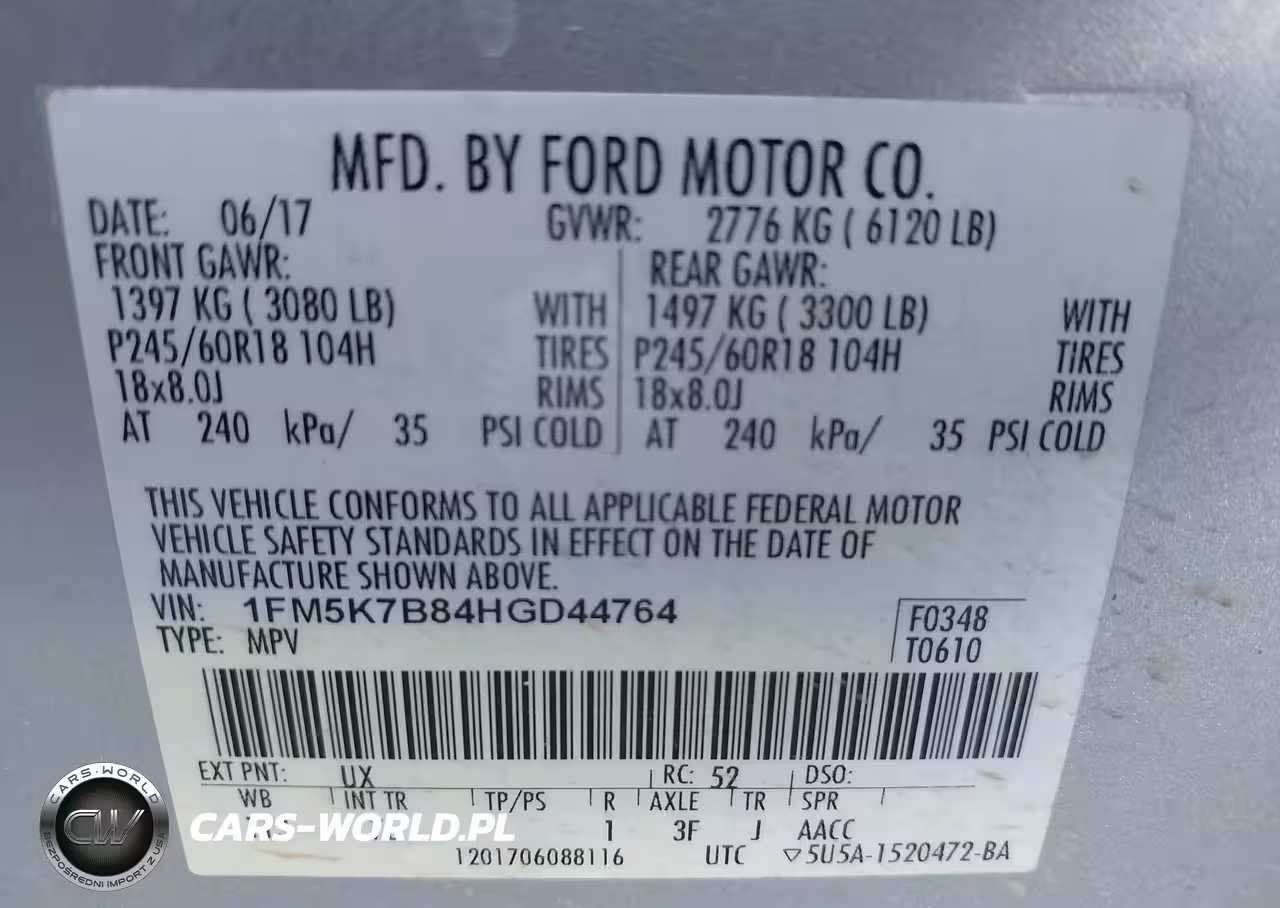 MFD. BY FORD MOTOR CO.
DATE: 06/17 GVWR: 2776 KG ( 6120 LB)
FRONT GAWR: REAR GAWR:
1397 KG ( 3080 LB) WITH 1497 KG ( 3300 LB) WITH
P245/60R18 104H TIRES P245/60R18 104H TIRES
18x8.0J RIMS 18x8.0J RIMS
AT 240 kPa/ 35 PSI COLD AT 240 kPa/ 35 PSI COLD
THIS VEHICLE CONFORMS TO ALL APPLICABLE FEDERAL MOTOR
VEHICLE SAFETY STANDARDS IN EFFECT ON THE DATE OF
MANUFACTURE SHOWN ABOVE.
VIN: 1FM5K7B84HGD44764 F0348
TYPE: MPV T0610
EXT PNT: UX RC: 52 DSO:
WB INT TR TP/PS R AXLE TR SPR
1 3F J AACC
1201706088116 UTC ▽5U5A-1520472-BA
CARS-WORLD
CW
BEZPOŚREDNI IMPORT Z USA
CARS-WORLD.PL